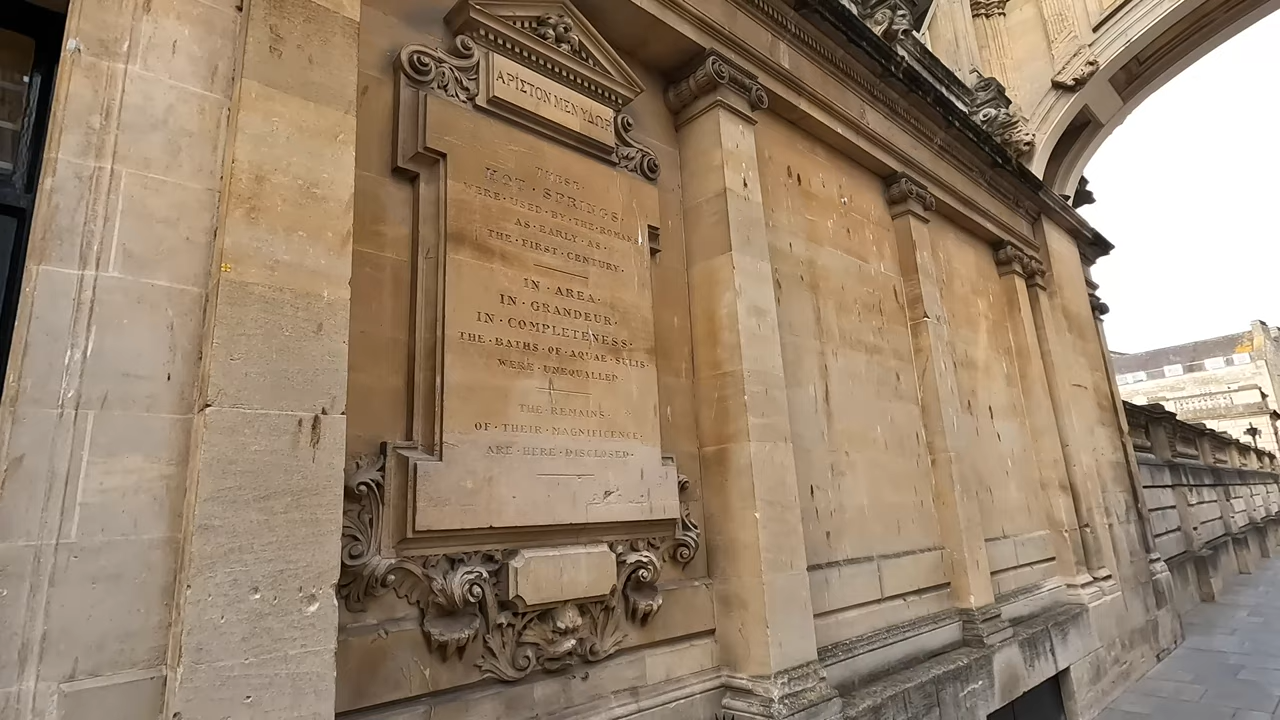 ΑΡΙΣΤΟΝ ΜΕΝ ΥΔΩΡ
THESE·
HOT · SPRINGS·
WERE · USED · BY · THE · ROMANS
AS · EARLY · AS ·
THE · FIRST · CENTURY·
IN · AREA·
IN · GRANDEUR·
IN · COMPLETENESS·
THE · BATHS · OF · AQUAE · SULIS·
WERE · UNEQUALLED·
THE · REMAINS·
OF · THEIR · MAGNIFICENCE·
ARE · HERE · DISCLOSED·